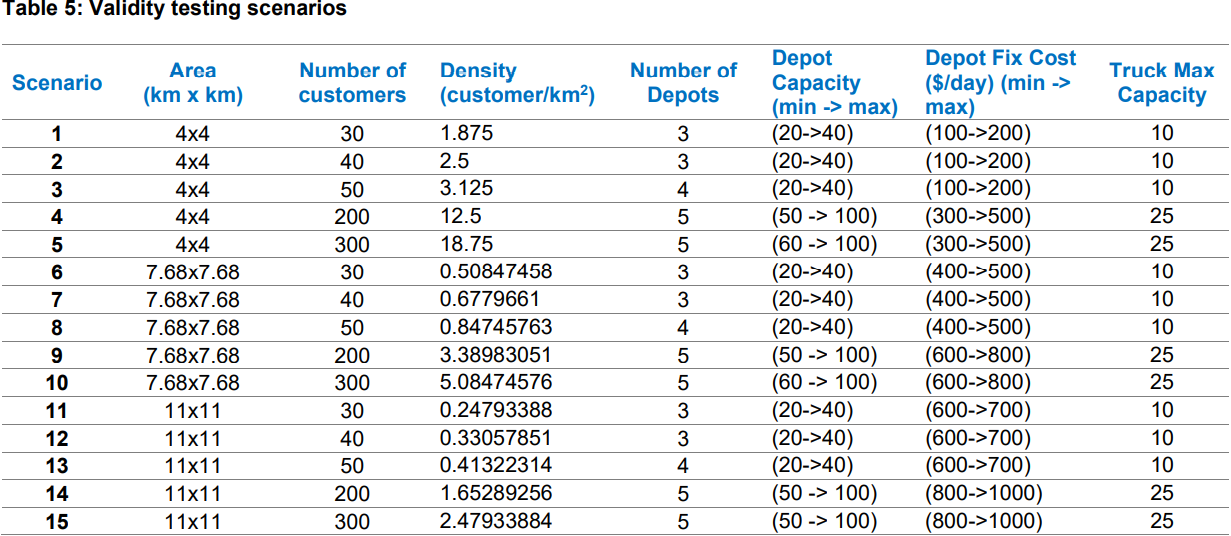 Table 5: Validity testing scenarios
Scenario Area (km x km) Number of customers Density (customer/km²) Number of Depots Depot Capacity (min -> max) Depot Fix Cost ($/day) (min -> max) Truck Max Capacity
1 4x4 30 1.875 3 (20->40) (100->200) 10
2 4x4 40 2.5 3 (20->40) (100->200) 10
3 4x4 50 3.125 4 (20->40) (100->200) 10
4 4x4 200 12.5 5 (50 -> 100) (300->500) 25
5 4x4 300 18.75 5 (60 -> 100) (300->500) 25
6 7.68x7.68 30 0.50847458 3 (20->40) (400->500) 10
7 7.68x7.68 40 0.6779661 3 (20->40) (400->500) 10
8 7.68x7.68 50 0.84745763 4 (20->40) (400->500) 10
9 7.68x7.68 200 3.38983051 5 (50 -> 100) (600->800) 25
10 7.68x7.68 300 5.08474576 5 (60 -> 100) (600->800) 25
11 11x11 30 0.24793388 3 (20->40) (600->700) 10
12 11x11 40 0.33057851 3 (20->40) (600->700) 10
13 11x11 50 0.41322314 4 (20->40) (600->700) 10
14 11x11 200 1.65289256 5 (50 -> 100) (800->1000) 25
15 11x11 300 2.47933884 5 (50 -> 100) (800->1000) 25